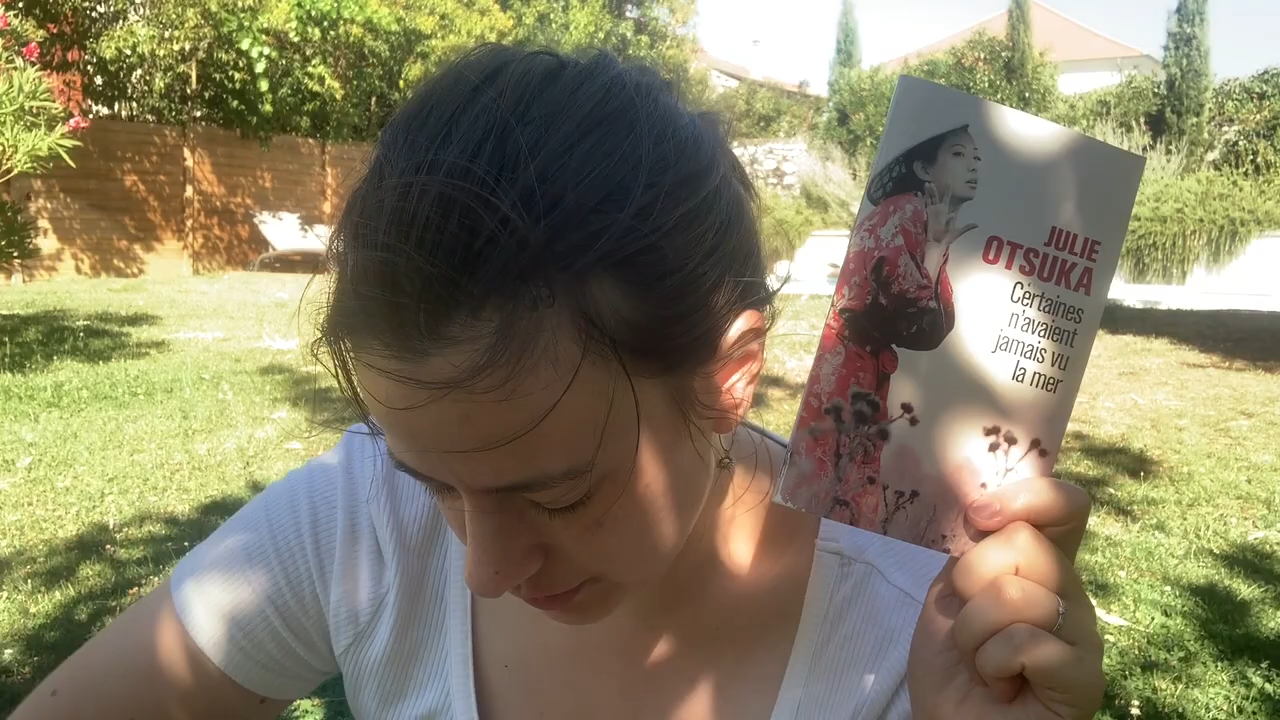 JULIE
OTSUKA
Certaines
n'avaient
jamais vu
la mer